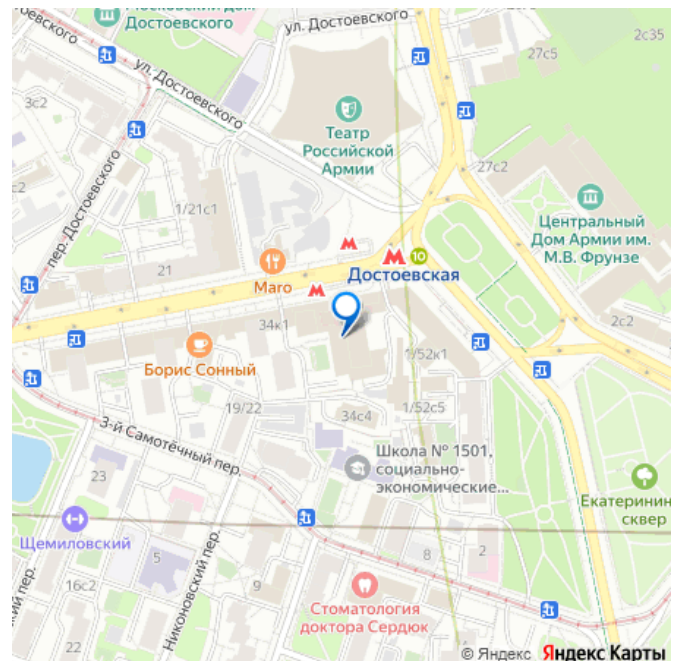 Московский дом
Достоевского
ул. Достоевского
2с35
27с5
ул. Достоевского
3с2
Театр
Российской
Армии
27с2
пер. Достоевского
1/21с1
Центральный
Дом Армии им.
М.В. Фрунзе
21
Maro
Достоевская
10
2с2
34к1
Борис Сонный
1/52к1
19/22
34с4
1/52с5
3-й Самотёчный пер.
Школа № 1501,
социально-
экономические...
23
Екатеринин
сквер
Щемиловский
5
8
2
16с2
Никоновский пер.
9
Стоматология
доктора Сердюк
22
© Яндекс Яндекс Карты